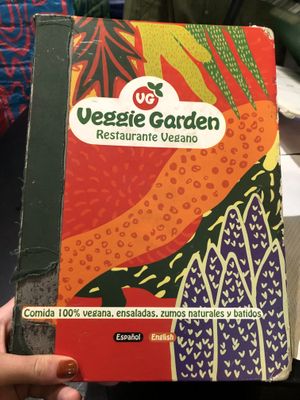 VG
Veggie Garden
Restaurante Vegano
Comida 100% vegana, ensaladas, zumos naturales y batidos
Español English